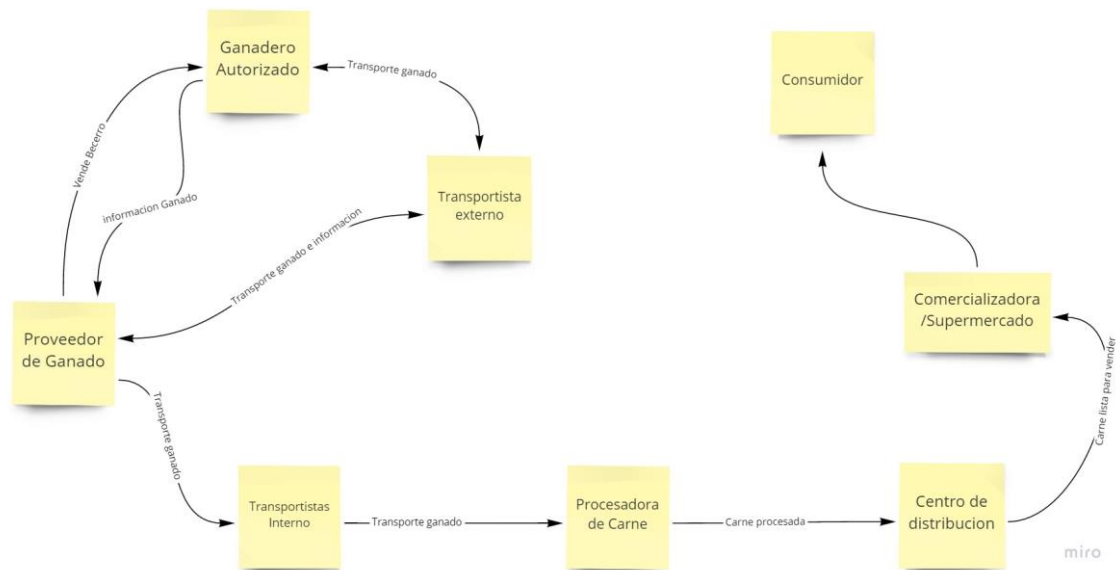 Ganadero
Autorizado
Transporte ganado
Consumidor
Vende Becerro
informacion Ganado
Transportista
externo
Transporte ganado e informacion
Proveedor
de Ganado
Comercializadora
/Supermercado
Transporte ganado
Carne lista para vender
Transportistas
Interno
Transporte ganado
Procesadora
de Carne
Carne procesada
Centro de
distribucion
miro